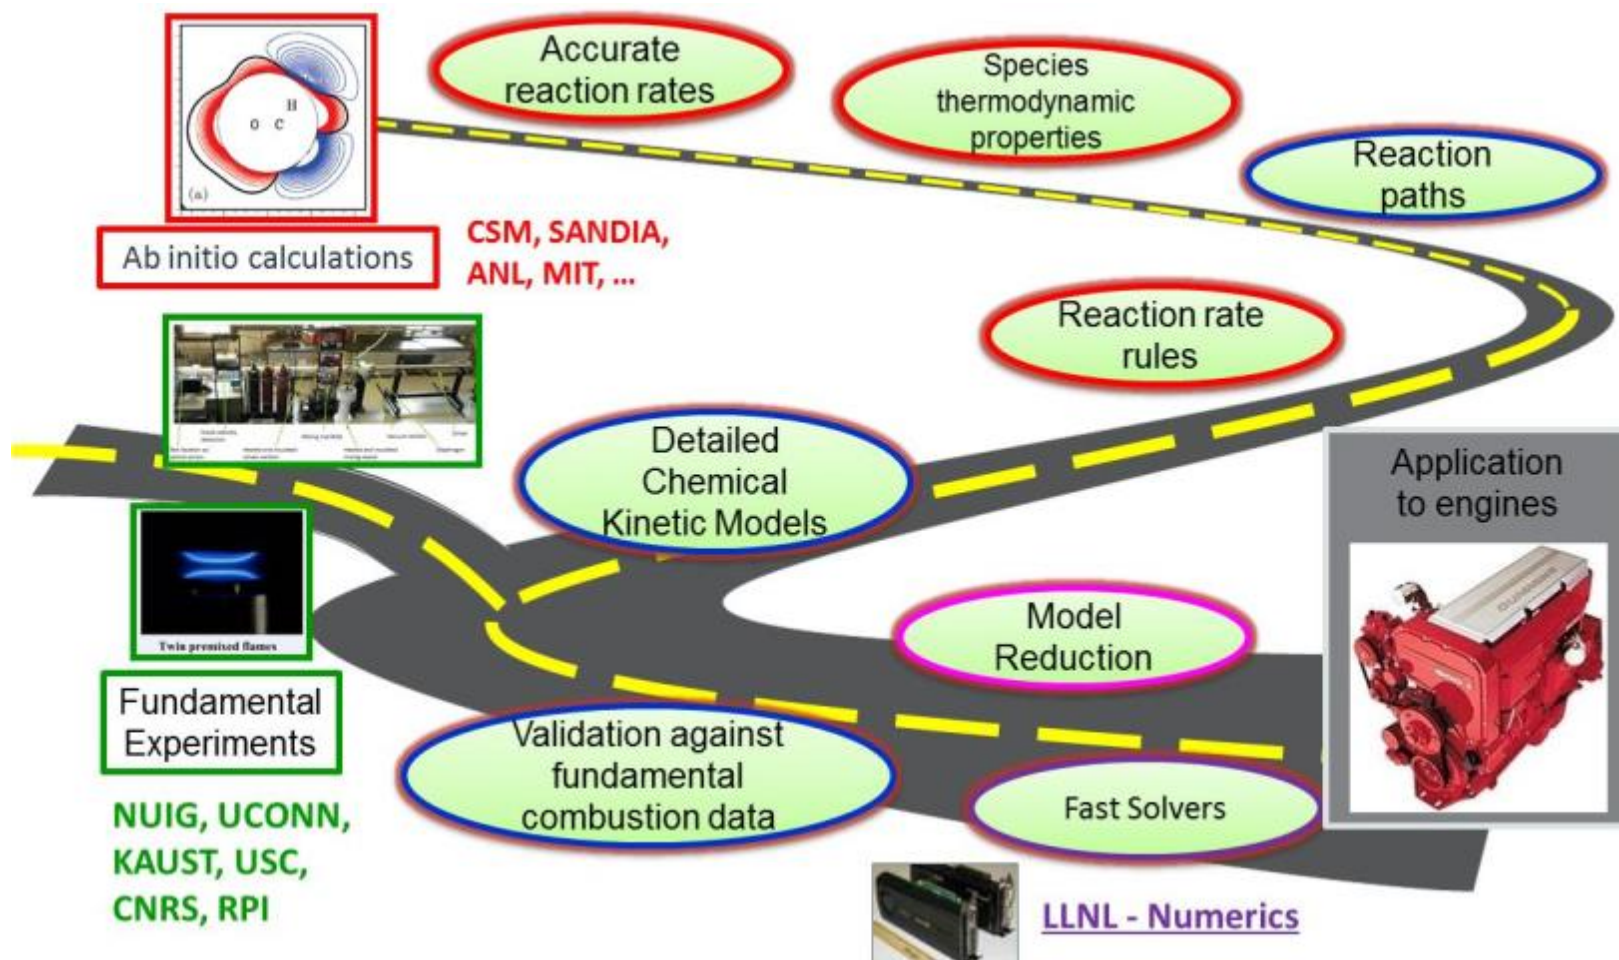 Accurate
reaction rates
Species
thermodynamic
properties
Reaction
paths
H
O C
(a)
Ab initio calculations
CSM, SANDIA,
ANL, MIT, ...
Reaction rate
rules
Detailed
Chemical
Kinetic Models
Application
to engines
Twin premixed flames
Model
Reduction
Fundamental
Experiments
Validation against
fundamental
combustion data
Fast Solvers
NUIG, UCONN,
KAUST, USC,
CNRS, RPI
LLNL - Numerics